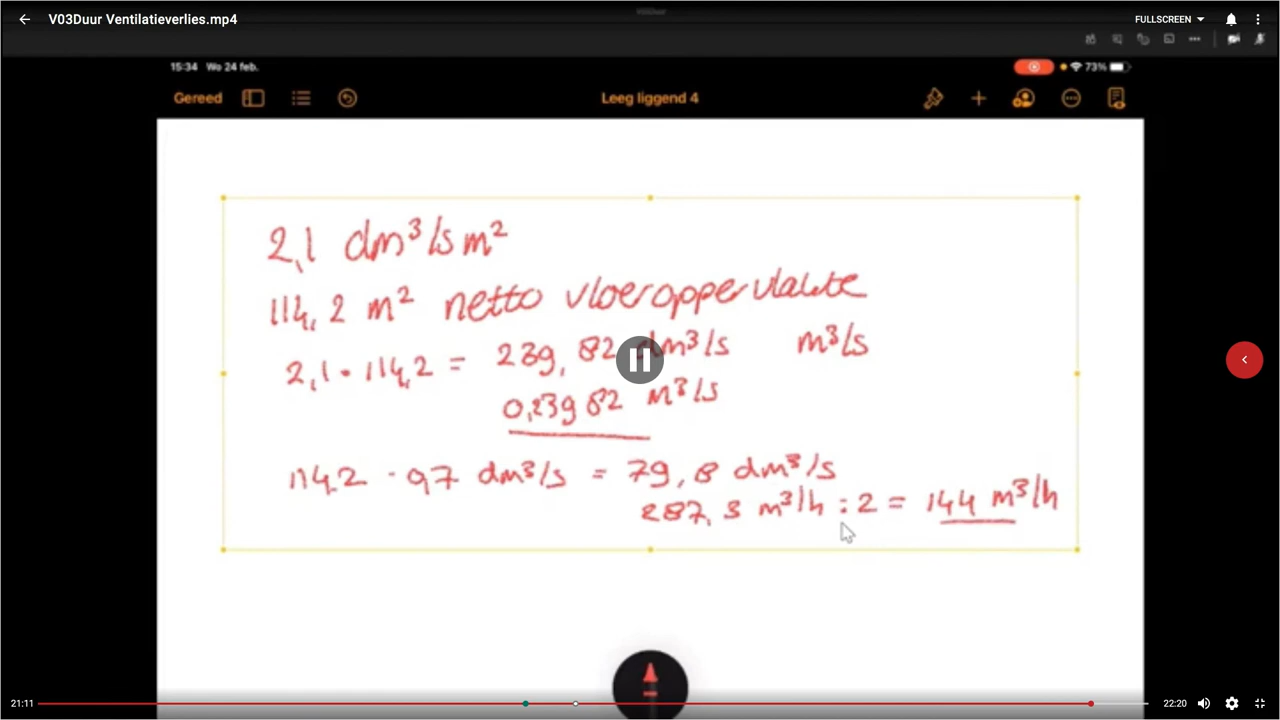 V03Duur Ventilatieverlies.mp4
FULLSCREEN
V03Duur
15:34 Wo 24 feb.
73%
Gereed
Leeg liggend 4
2,1 dm³/s m²
114,2 m² netto vloeroppervlakte
2,1 · 114,2 = 239,82 dm³/s m³/s
0,23982 m³/s
114.2 · 0,7 dm³/s = 79,8 dm³/s
287,3 m³/h : 2 = 144 m³/h
21:11
22:20